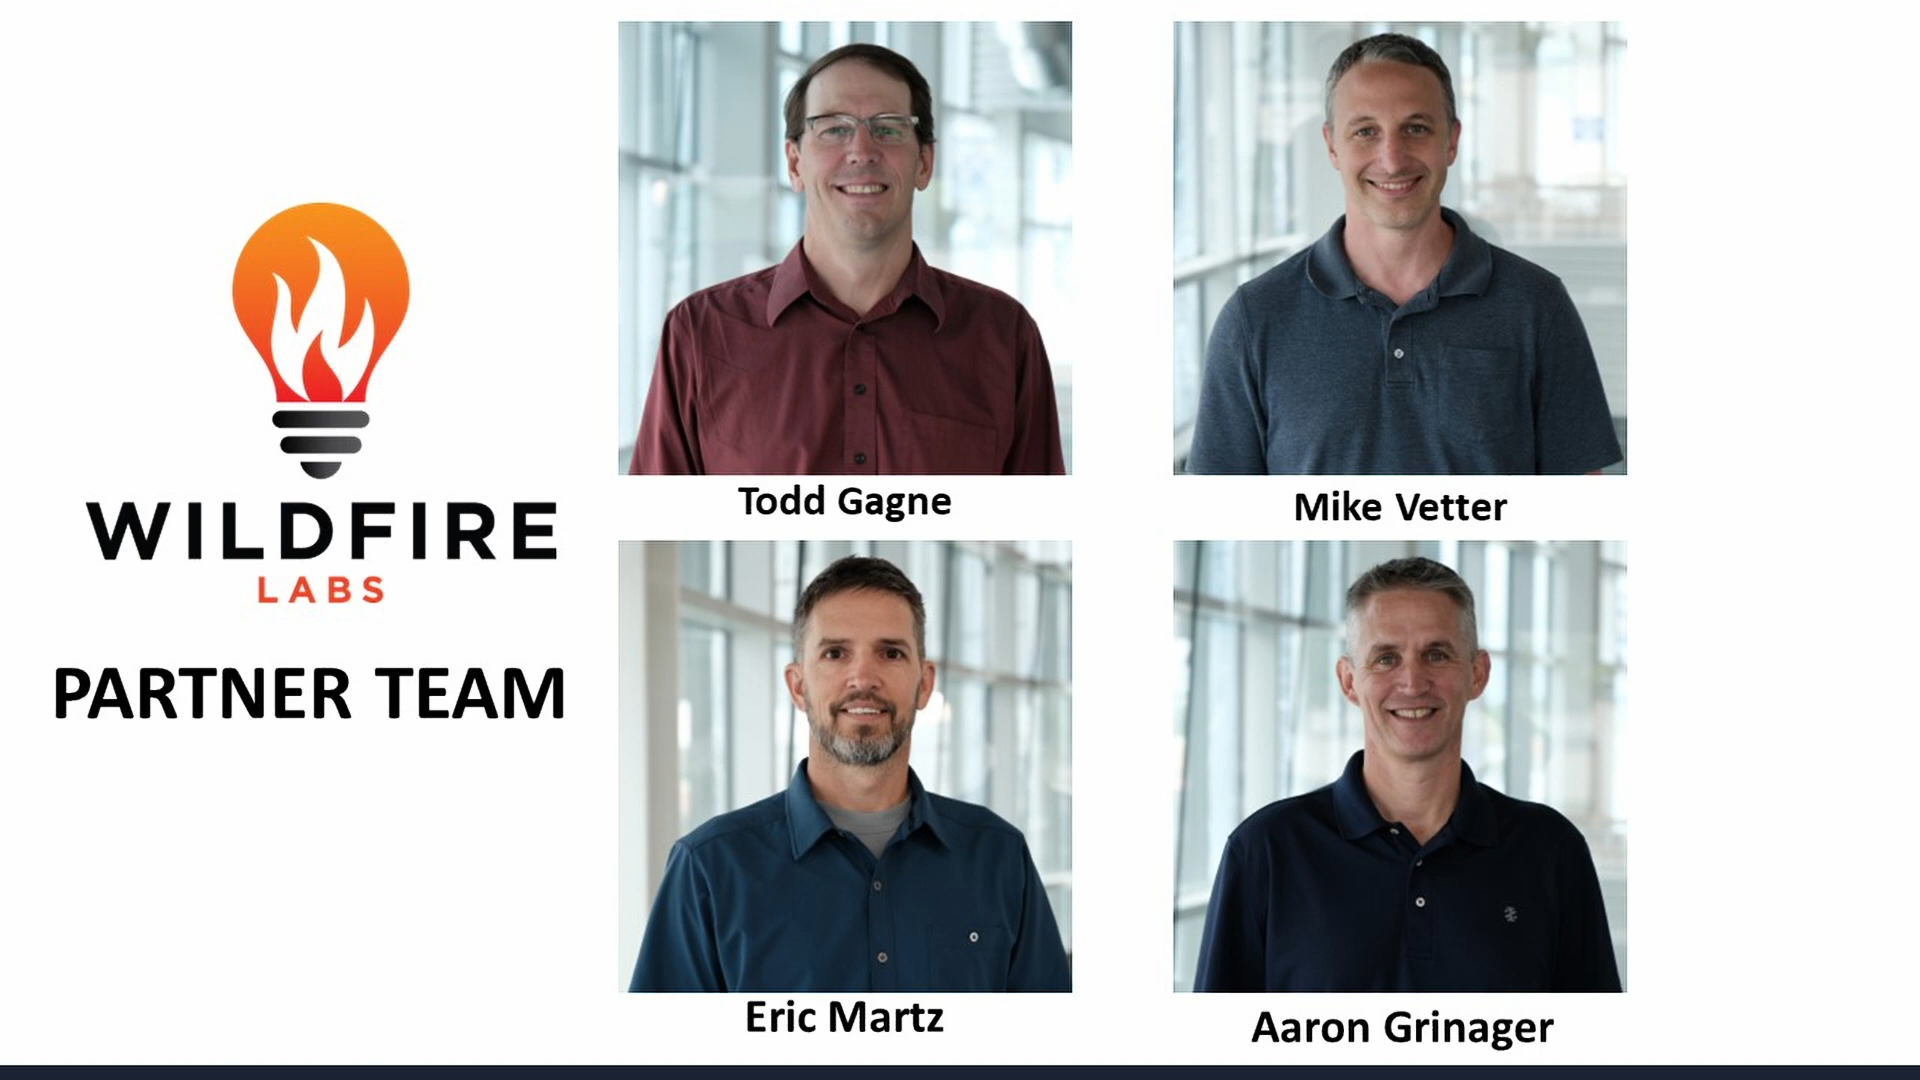 WILDFIRE
LABS
PARTNER TEAM
Todd Gagne
Mike Vetter
Eric Martz
Aaron Grinager